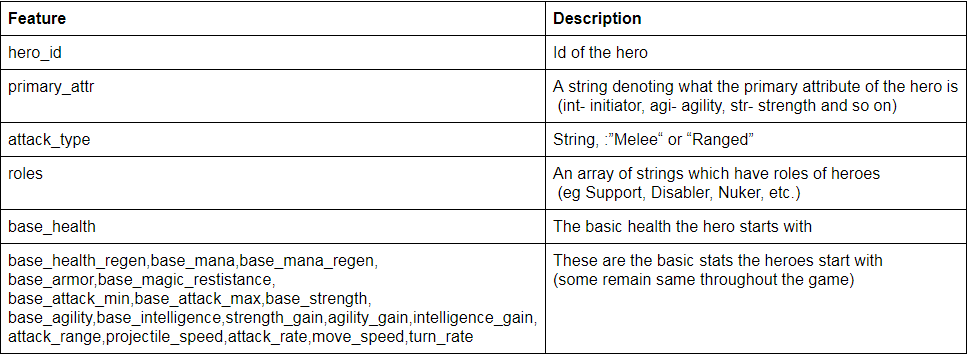 Feature Description
hero_id Id of the hero
primary_attr A string denoting what the primary attribute of the hero is
(int- initiator, agi- agility, str- strength and so on)
attack_type String, :”Melee“ or “Ranged”
roles An array of strings which have roles of heroes
(eg Support, Disabler, Nuker, etc.)
base_health The basic health the hero starts with
base_health_regen,base_mana,base_mana_regen, These are the basic stats the heroes start with
base_armor,base_magic_restistance, (some remain same throughout the game)
base_attack_min,base_attack_max,base_strength,
base_agility,base_intelligence,strength_gain,agility_gain,intelligence_gain,
attack_range,projectile_speed,attack_rate,move_speed,turn_rate